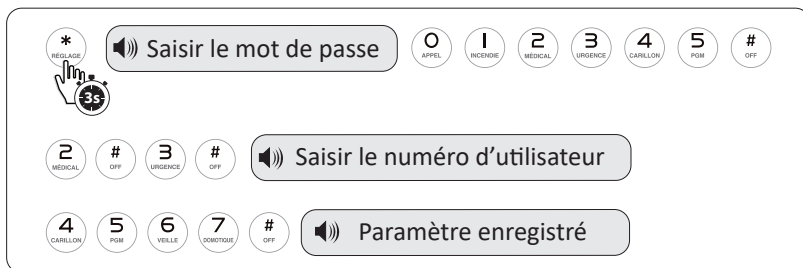 * RÉGLAGE 3s Saisir le mot de passe 0 APPEL 1 INCENDIE 2 MÉDICAL 3 URGENCE 4 CARILLON 5 PGM # OFF
2 MÉDICAL # OFF 3 URGENCE # OFF Saisir le numéro d'utilisateur
4 CARILLON 5 PGM 6 VEILLE 7 DOMOTIQUE # OFF Paramètre enregistré